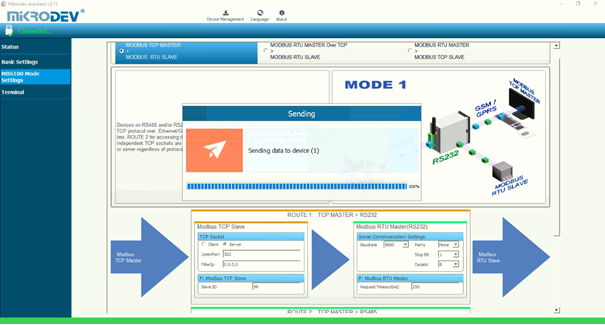 Mikrodev Assistant v3.13
MİKRODEV®
Device Management
Language
About
Connected...
Status
Basic Settings
MBS100 Mode
Settings
Terminal
MODBUS TCP MASTER
>
MODBUS RTU SLAVE
MODBUS RTU MASTER Over TCP
>
MODBUS RTU SLAVE
MODBUS RTU MASTER
>
MODBUS TCP SLAVE
Devices on RS485 and/or RS2
TCP protocol over Ethernet/G
line, ROUTE 2 for accessing t
independent TCP sockets are
or server regardless of protoco
MODE 1
MODBUS
TCP MASTER
GSM /
GPRS
RS232
MODBUS
RTU SLAVE
Sending
Sending data to device (1)
100%
ROUTE 1: TCP MASTER > RS232
Modbus
TCP Master
Modbus TCP Slave
TCP Socket
Client
Server
ListenPort
502
FilterIp
0.0.0.0
P: Modbus TCP Slave
Slave ID
99
Modbus RTU Master(RS232)
Serial Communication Settings
Baudrate
9600
Parity
None
Stop Bit
1
DataBit
8
P: Modbus RTU Master
Request Timeout(ms)
250
Modbus
RTU Slave
ROUTE 2: TCP MASTER > RS485